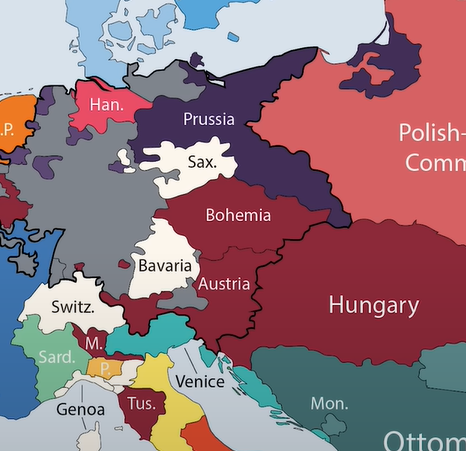 .P.
Han.
Prussia
Polish-
Comm
Sax.
Bohemia
Bavaria
Austria
Switz.
Hungary
M.
Sard.
P.
Venice
Genoa
Tus.
Mon.
Ottom